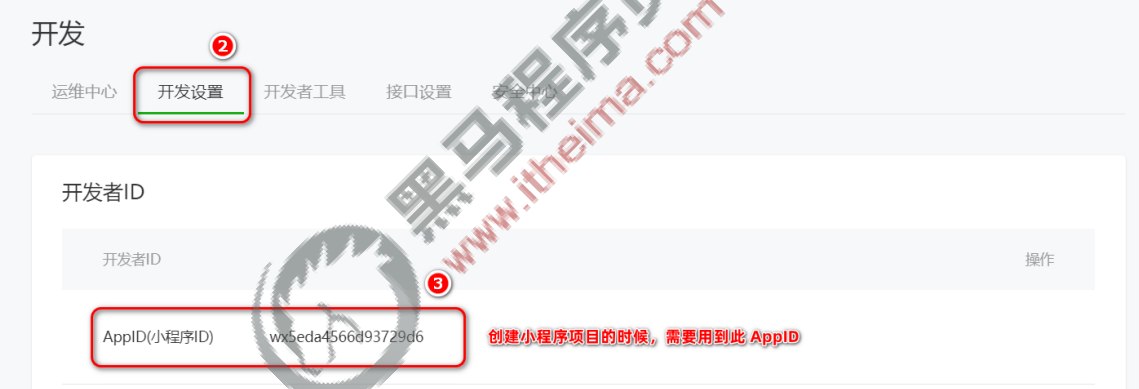 开发
2
运维中心 开发设置 开发者工具 接口设置 安全中心
开发者ID
开发者ID 操作
3
AppID(小程序ID) wx5eda4566d93729d6 创建小程序项目的时候，需要用到此 AppID
黑马程序员
www.itheima.com